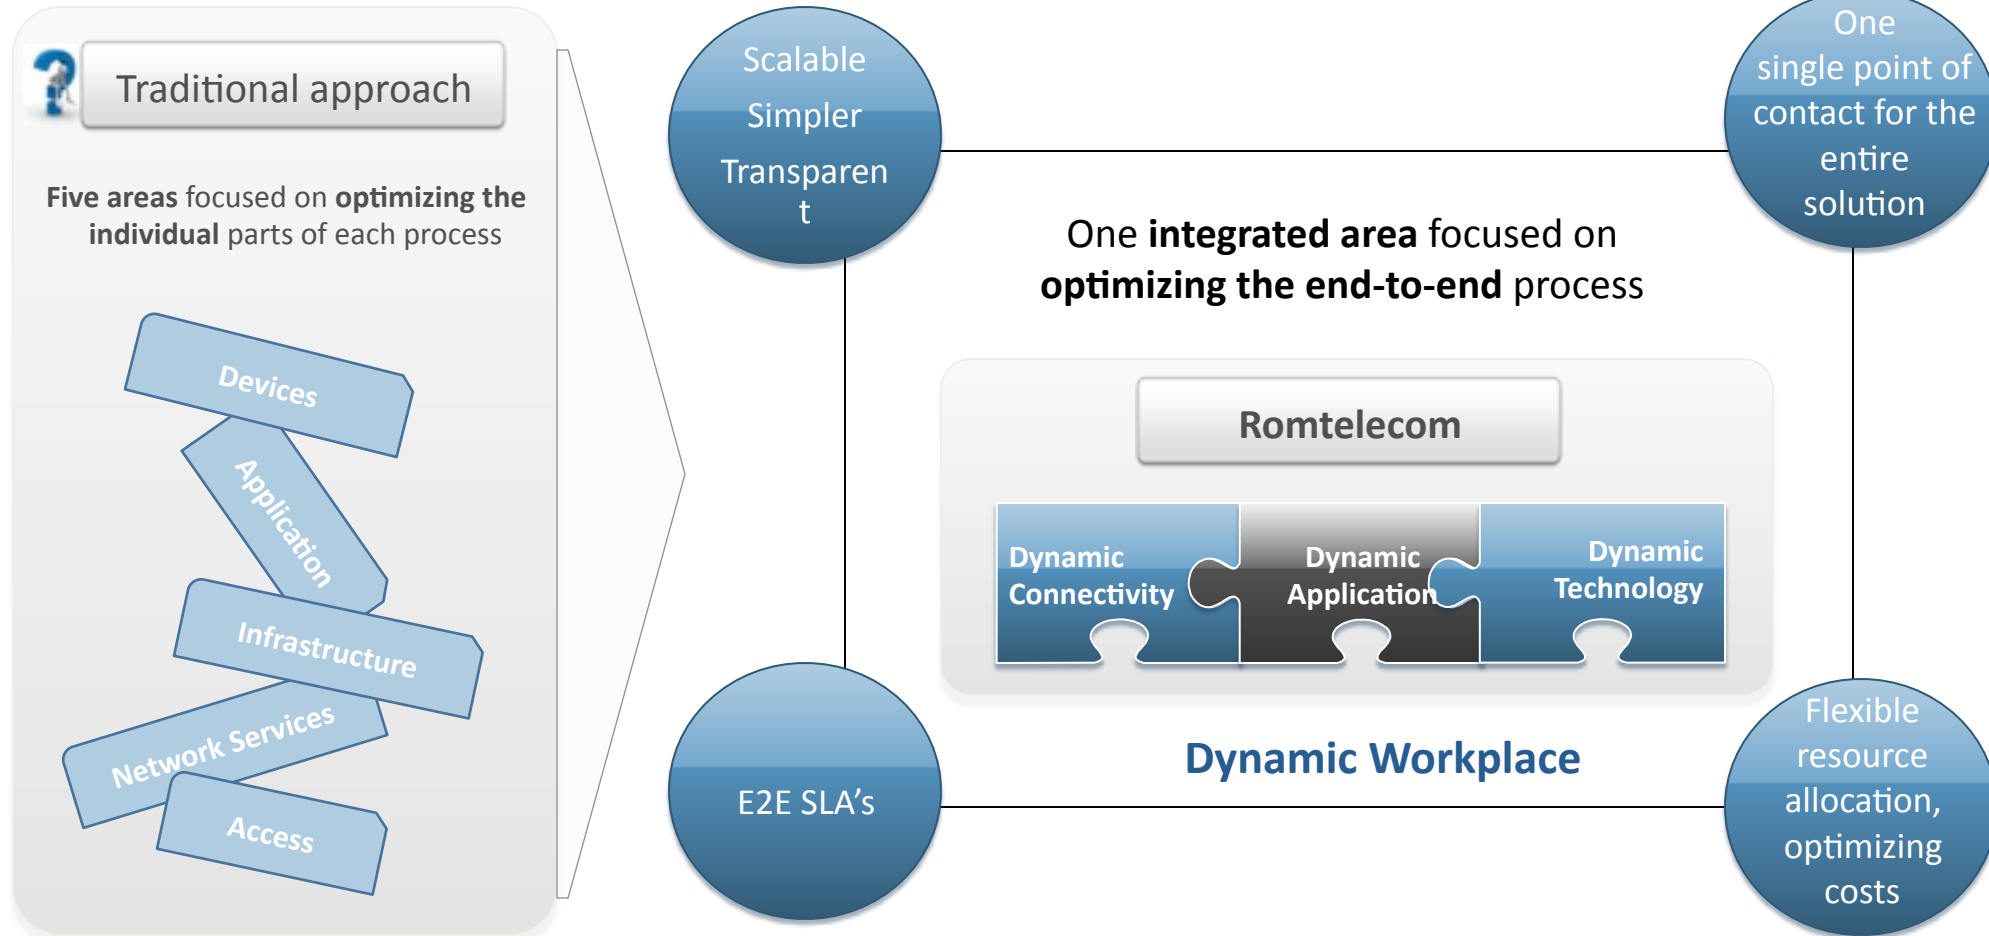 Traditional approach
Five areas focused on optimizing the
individual parts of each process
Devices
Application
Infrastructure
Network Services
Access
Scalable
Simpler
Transparen
t
One
single point of
contact for the
entire
solution
One integrated area focused on
optimizing the end-to-end process
Romtelecom
Dynamic
Connectivity
Dynamic
Application
Dynamic
Technology
Dynamic Workplace
E2E SLA's
Flexible
resource
allocation,
optimizing
costs